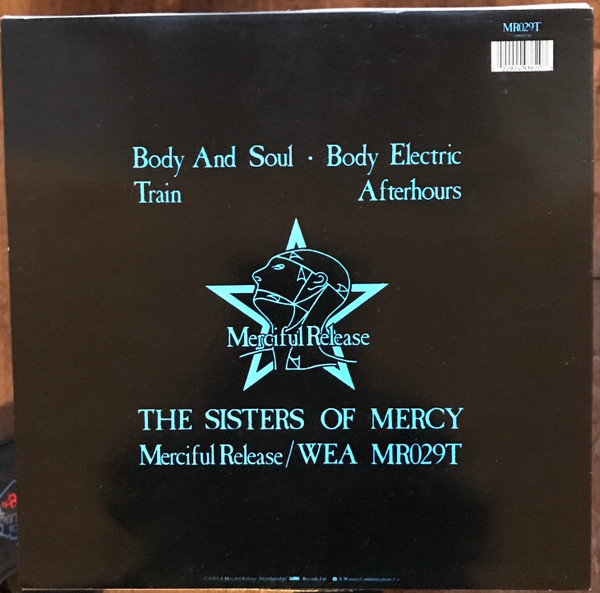 MR029T
Body And Soul · Body Electric
Train Afterhours
Merciful Release
THE SISTERS OF MERCY
Merciful Release/WEA MR029T